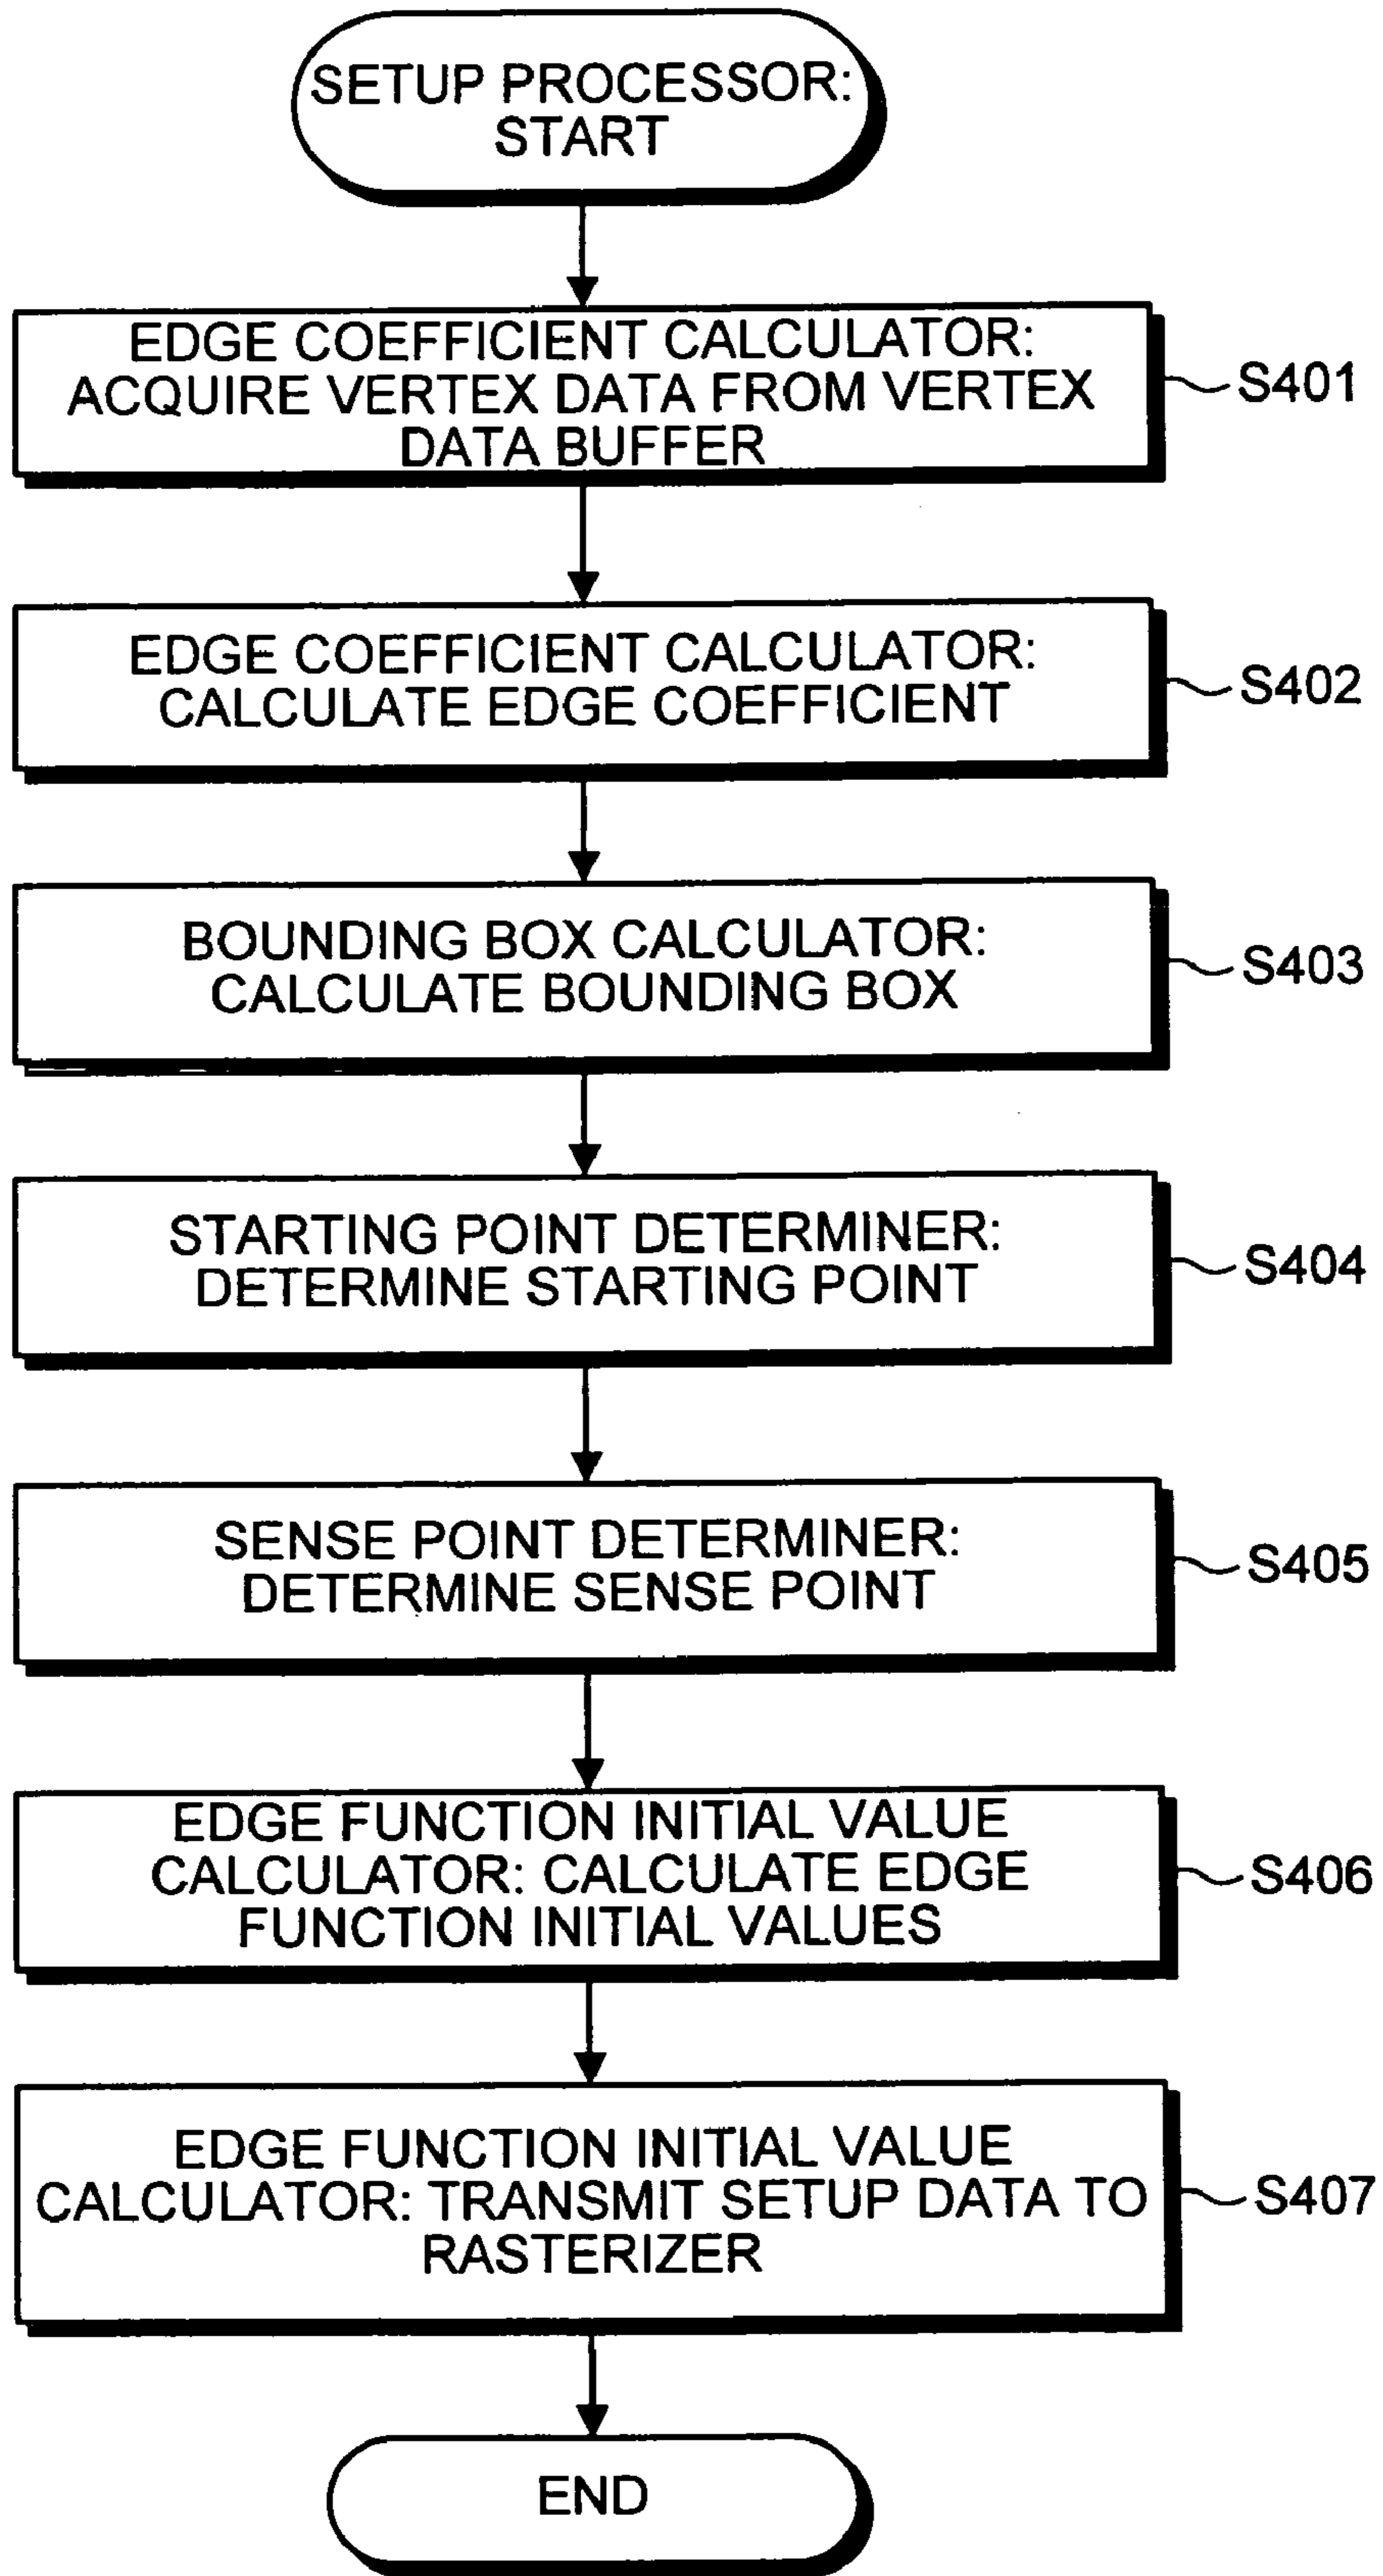 SETUP PROCESSOR:
START
EDGE COEFFICIENT CALCULATOR:
ACQUIRE VERTEX DATA FROM VERTEX
DATA BUFFER
S401
EDGE COEFFICIENT CALCULATOR:
CALCULATE EDGE COEFFICIENT
S402
BOUNDING BOX CALCULATOR:
CALCULATE BOUNDING BOX
S403
STARTING POINT DETERMINER:
DETERMINE STARTING POINT
S404
SENSE POINT DETERMINER:
DETERMINE SENSE POINT
S405
EDGE FUNCTION INITIAL VALUE
CALCULATOR: CALCULATE EDGE
FUNCTION INITIAL VALUES
S406
EDGE FUNCTION INITIAL VALUE
CALCULATOR: TRANSMIT SETUP DATA TO
RASTERIZER
S407
END